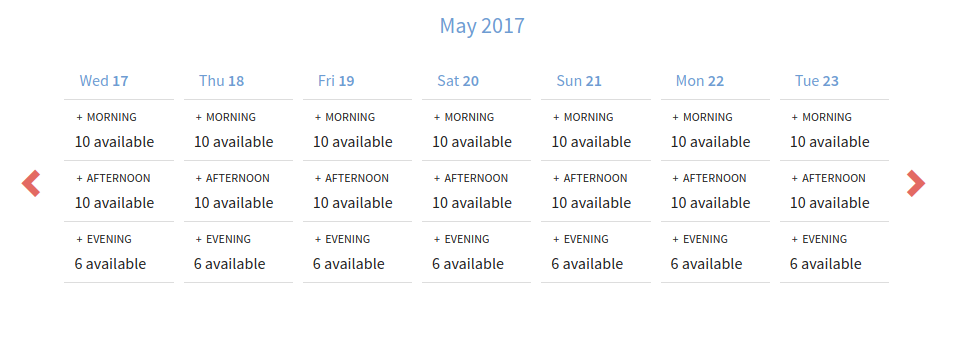 May 2017
Wed 17 Thu 18 Fri 19 Sat 20 Sun 21 Mon 22 Tue 23
+ MORNING + MORNING + MORNING + MORNING + MORNING + MORNING + MORNING
10 available 10 available 10 available 10 available 10 available 10 available 10 available
+ AFTERNOON + AFTERNOON + AFTERNOON + AFTERNOON + AFTERNOON + AFTERNOON + AFTERNOON
10 available 10 available 10 available 10 available 10 available 10 available 10 available
+ EVENING + EVENING + EVENING + EVENING + EVENING + EVENING + EVENING
6 available 6 available 6 available 6 available 6 available 6 available 6 available